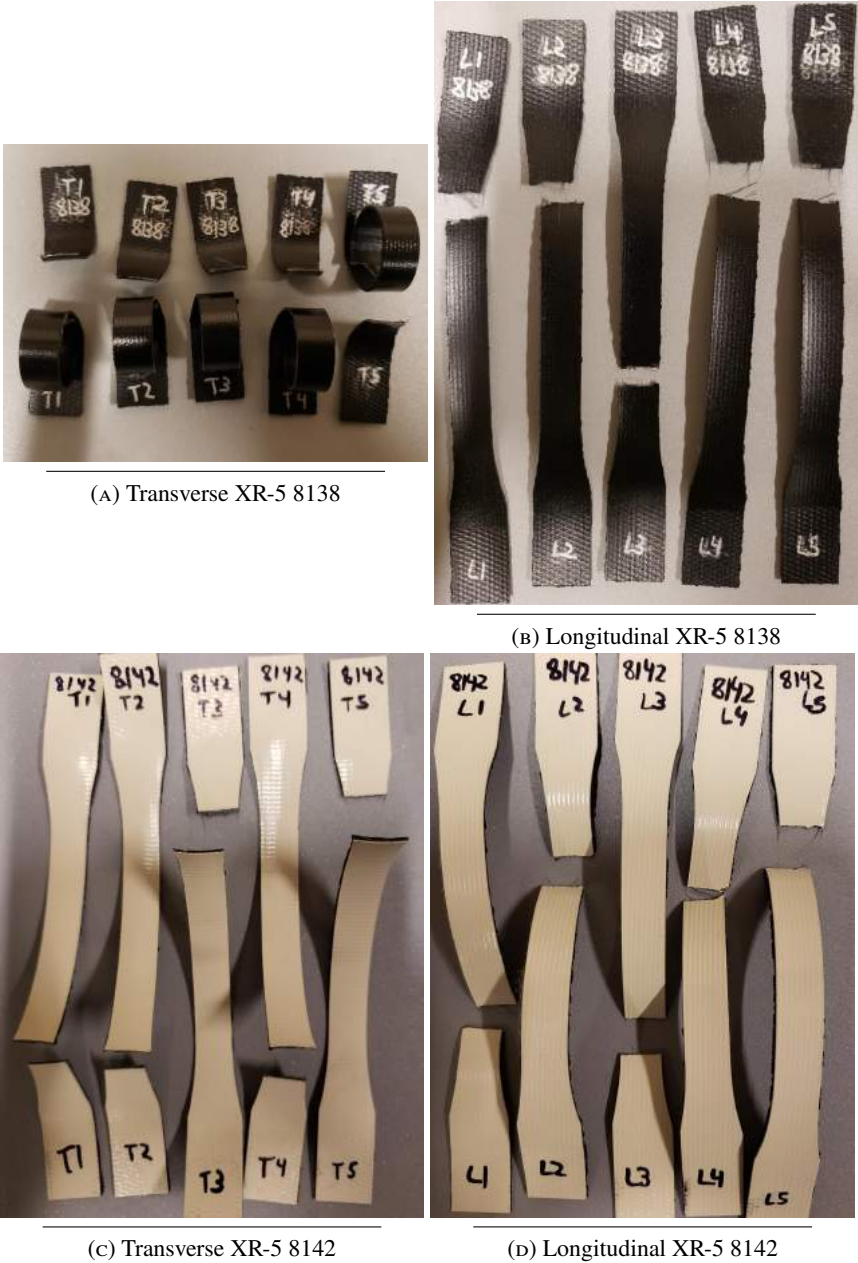 T1
8138
T2
8138
T3
8138
T4
8138
T5
T1
T2
T3
T4
T5
(A) Transverse XR-5 8138
L1
8138
L2
8138
L3
8138
L4
8138
L5
8138
L1
L2
L3
L4
L5
(B) Longitudinal XR-5 8138
8142
T1
8142
T2
8142
T3
8142
T4
8142
T5
T1
T2
T3
T4
T5
(C) Transverse XR-5 8142
8142
L1
8142
L2
8142
L3
8142
L4
8142
L5
L1
L2
L3
L4
L5
(D) Longitudinal XR-5 8142